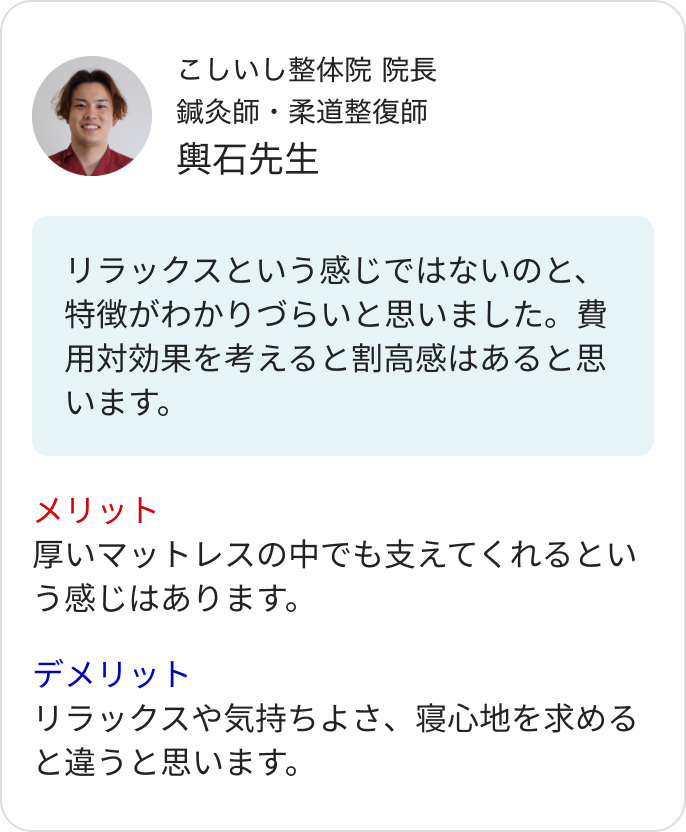 こしいし整体院 院長
鍼灸師・柔道整復師
輿石先生
リラックスという感じではないのと、
特徴がわかりづらいと思いました。費
用対効果を考えると割高感はあると思
います。
メリット
厚いマットレスの中でも支えてくれるとい
う感じはあります。
デメリット
リラックスや気持ちよさ、寝心地を求める
と違うと思います。